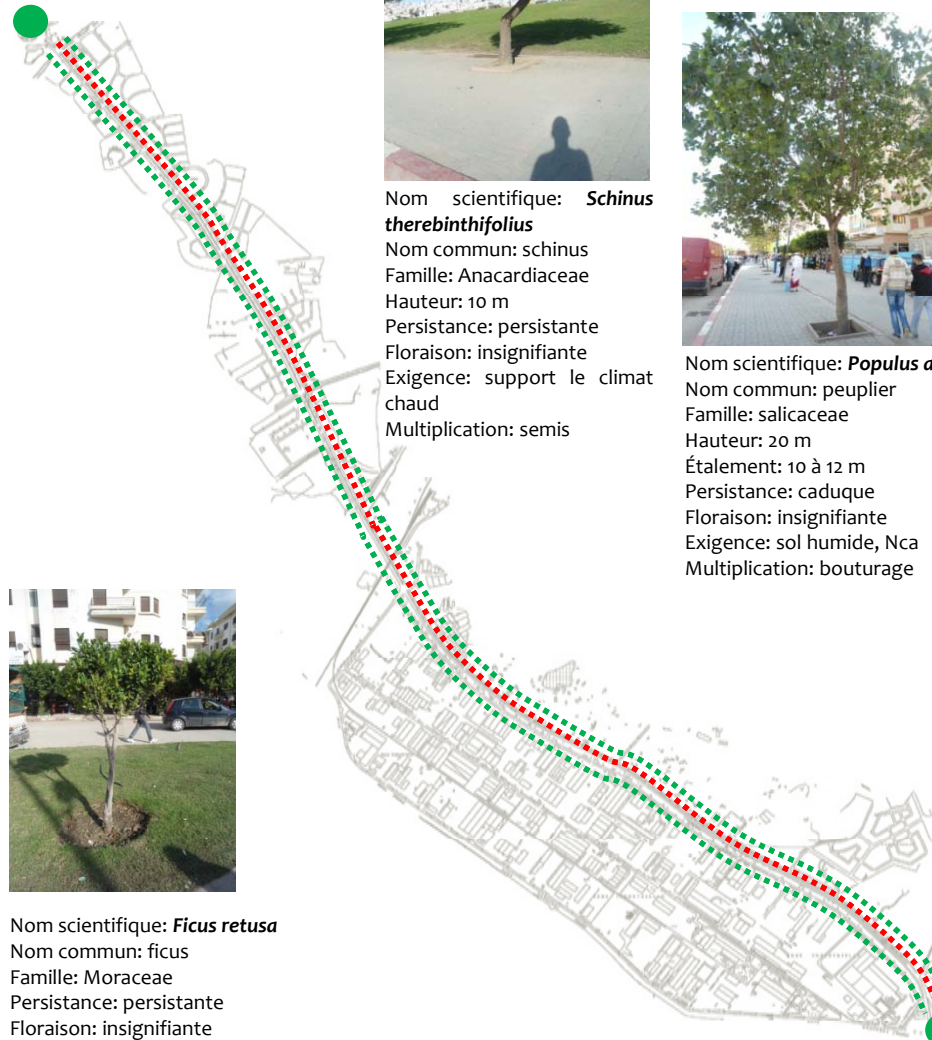 Nom scientifique: Schinus
therebinthifolius
Nom commun: schinus
Famille: Anacardiaceae
Hauteur: 10 m
Persistance: persistante
Floraison: insignifiante
Exigence: support le climat
chaud
Multiplication: semis
Nom scientifique: Populus a
Nom commun: peuplier
Famille: salicaceae
Hauteur: 20 m
Étalement: 10 à 12 m
Persistance: caduque
Floraison: insignifiante
Exigence: sol humide, Nca
Multiplication: bouturage
Nom scientifique: Ficus retusa
Nom commun: ficus
Famille: Moraceae
Persistance: persistante
Floraison: insignifiante